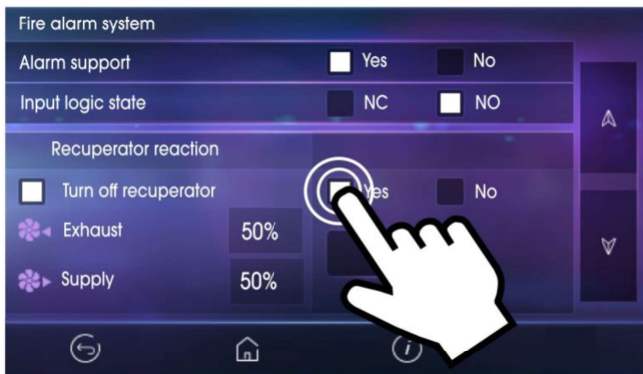 Fire alarm system
Alarm support Yes No
Input logic state NC NO
Recuperator reaction
Turn off recuperator Yes No
Exhaust 50%
Supply 50%
i